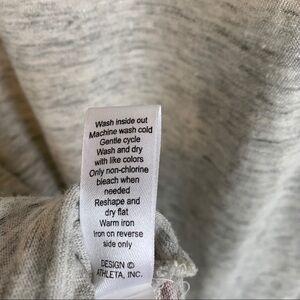 Wash inside out
Machine wash cold
Gentle cycle
Wash and dry
with like colors
Only non-chlorine
bleach when
needed
Reshape and
dry flat
Warm iron
Iron on reverse
side only
DESIGN ©
ATHLETA, INC.